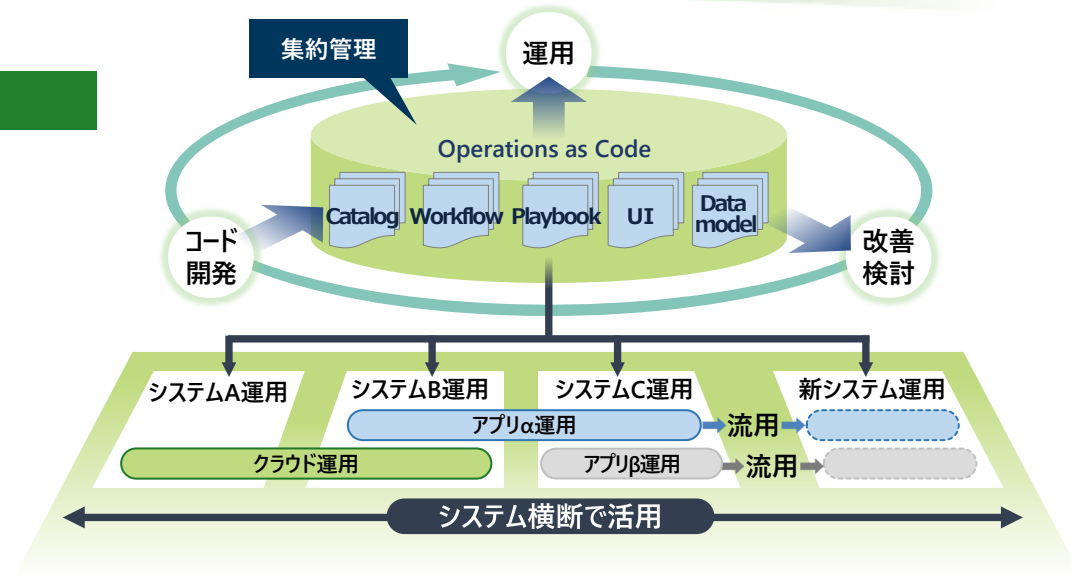 集約管理
運用
Operations as Code
Catalog
Workflow
Playbook
UI
Data
model
コード
開発
改善
検討
システムA運用
システムB運用
システムC運用
新システム運用
アプリα運用
流用
クラウド運用
アプリβ運用
流用
システム横断で活用